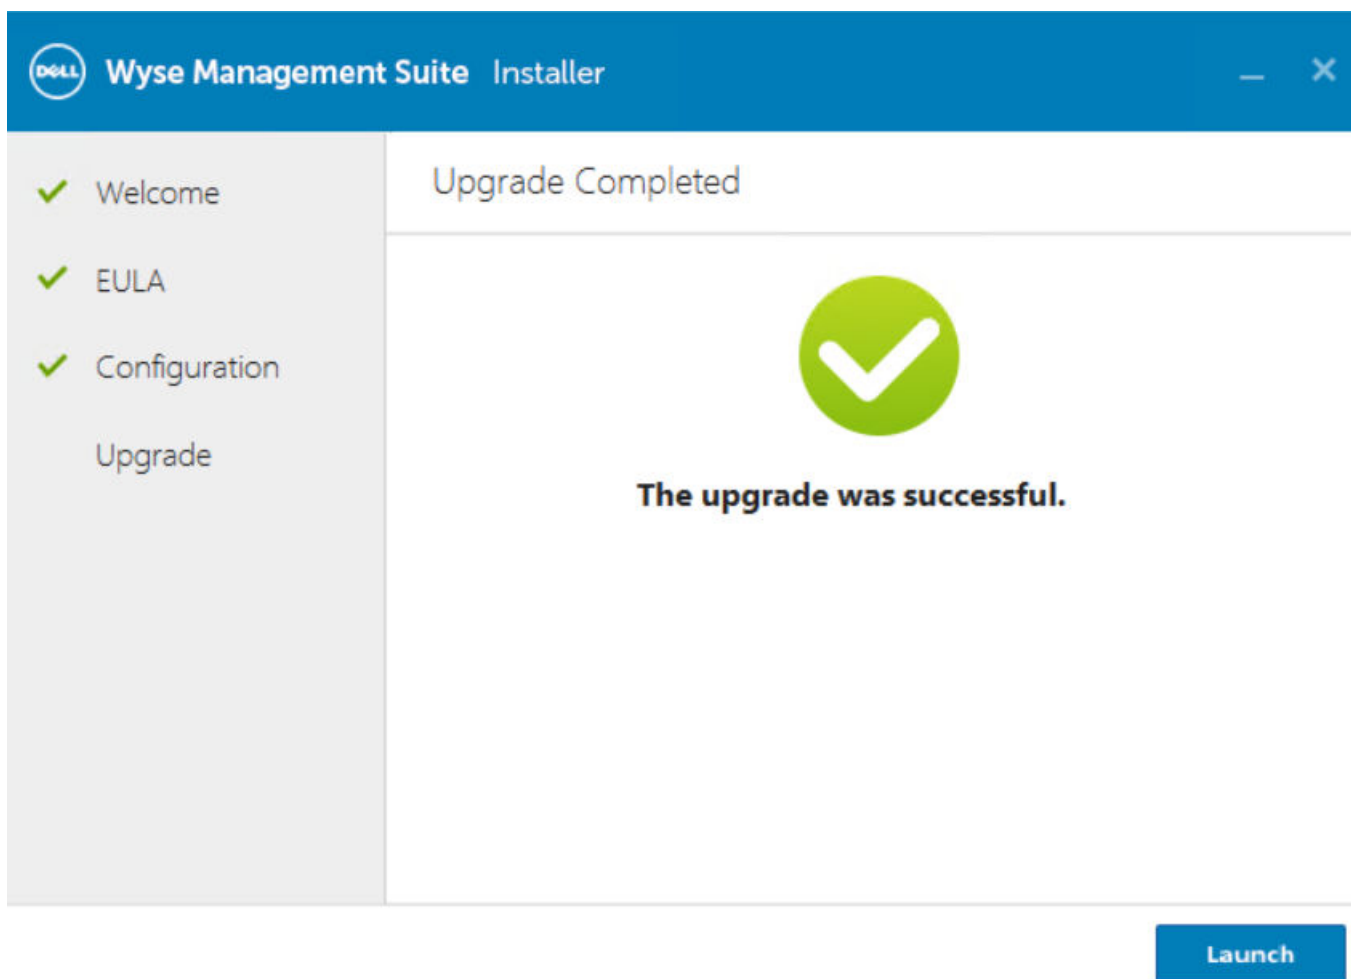 DELL Wyse Management Suite Installer
Welcome
EULA
Configuration
Upgrade
Upgrade Completed
The upgrade was successful.
Launch